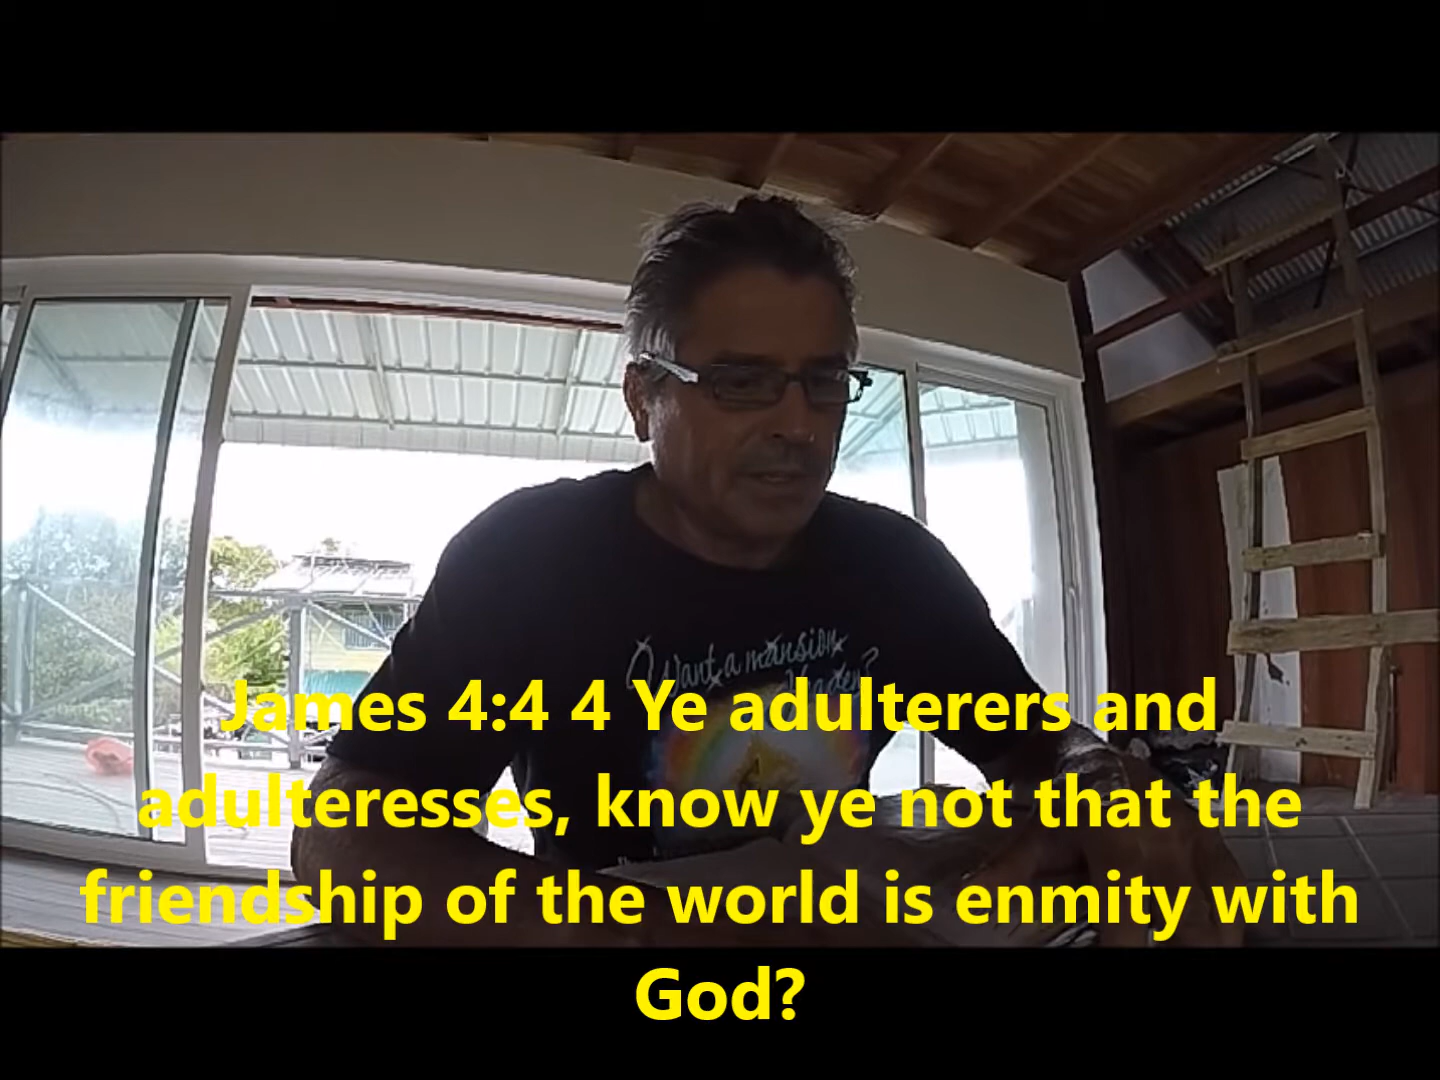 Want a mansion
James 4:4 4 Ye adulterers and
adulteresses, know ye not that the
friendship of the world is enmity with
God?